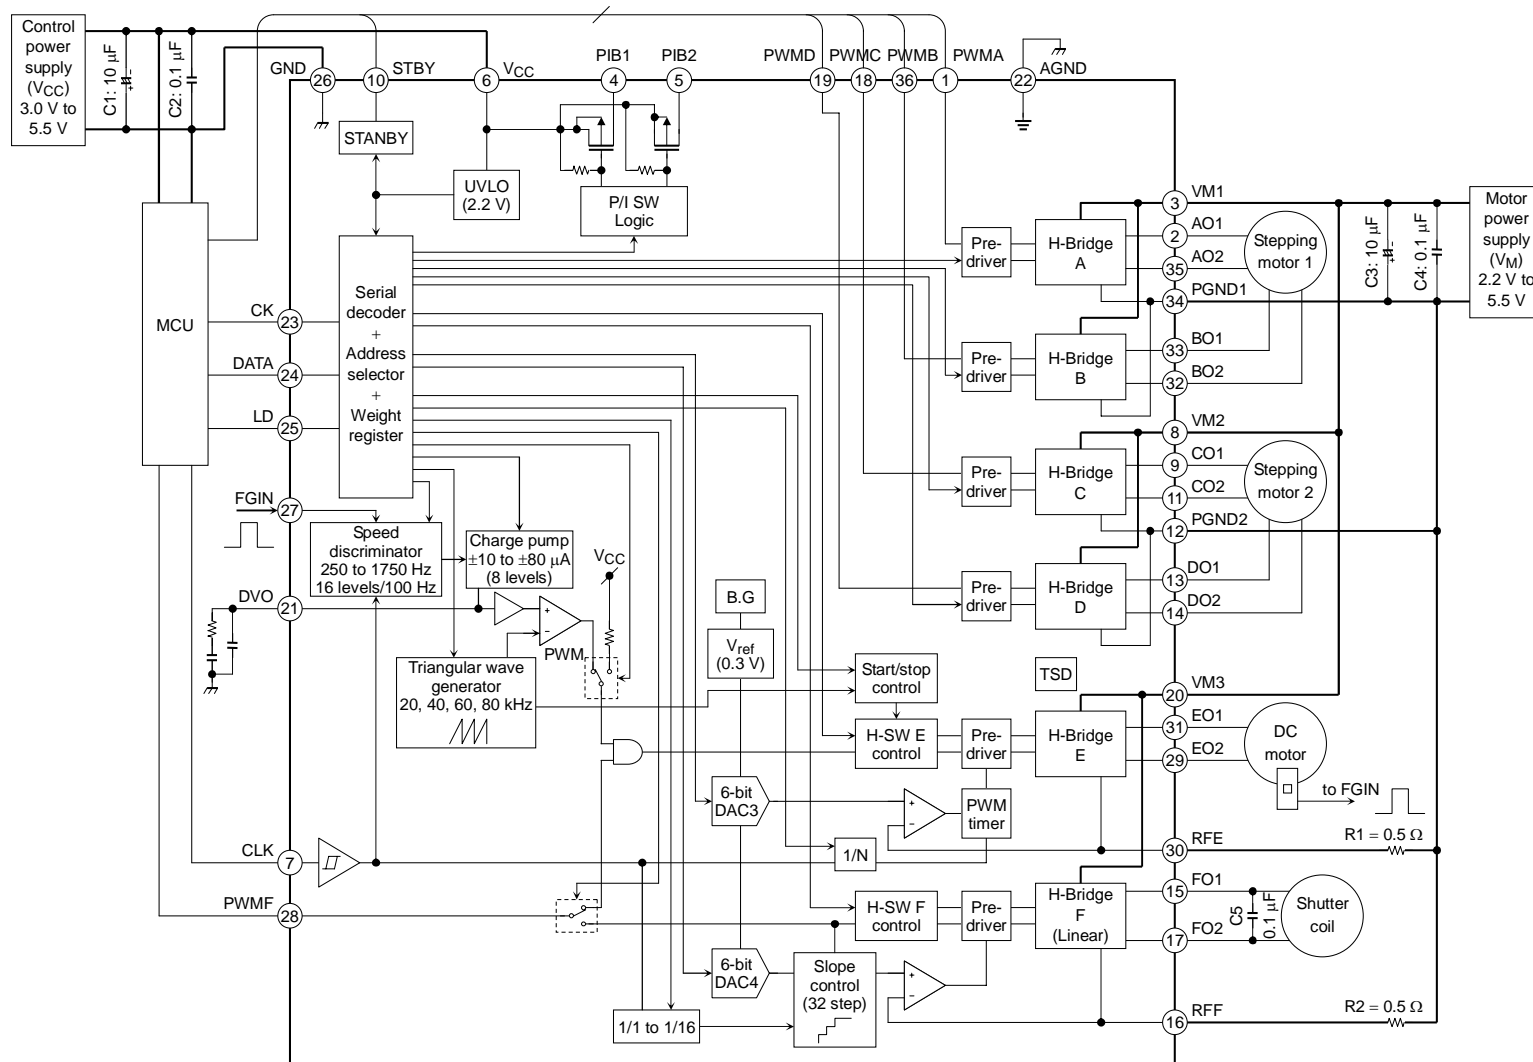 Control
power
supply
(VCC)
3.0 V to
5.5 V
C1: 10 μF
C2: 0.1 μF
GND
26
10
STBY
6
VCC
PIB1
4
PIB2
5
PWMD
19
PWMC
18
PWMB
36
PWMA
1
22
AGND
STANBY
UVLO
(2.2 V)
P/I SW
Logic
MCU
Serial
decoder
+
Address
selector
+
Weight
register
CK
23
DATA
24
LD
25
FGIN
27
Speed
discriminator
250 to 1750 Hz
16 levels/100 Hz
Charge pump
±10 to ±80 μA
(8 levels)
VCC
DVO
21
+
−
PWM
Triangular wave
generator
20, 40, 60, 80 kHz
B.G
Vref
(0.3 V)
Start/stop
control
TSD
H-SW E
control
Pre-
driver
H-Bridge
E
6-bit
DAC3
+
−
PWM
timer
1/N
CLK
7
PWMF
28
H-SW F
control
Pre-
driver
H-Bridge
F
(Linear)
6-bit
DAC4
Slope
control
(32 step)
+
−
1/1 to 1/16
Pre-
driver
H-Bridge
A
Pre-
driver
H-Bridge
B
Pre-
driver
H-Bridge
C
Pre-
driver
H-Bridge
D
3
VM1
2
AO1
35
AO2
34
PGND1
33
BO1
32
BO2
8
VM2
9
CO1
11
CO2
12
PGND2
13
DO1
14
DO2
20
VM3
31
EO1
29
EO2
30
RFE
15
FO1
17
FO2
16
RFF
Stepping
motor 1
Stepping
motor 2
DC
motor
to FGIN
R1 = 0.5 Ω
C5
0.1 μF
Shutter
coil
R2 = 0.5 Ω
C3: 10 μF
C4: 0.1 μF
Motor
power
supply
(VM)
2.2 V to
5.5 V